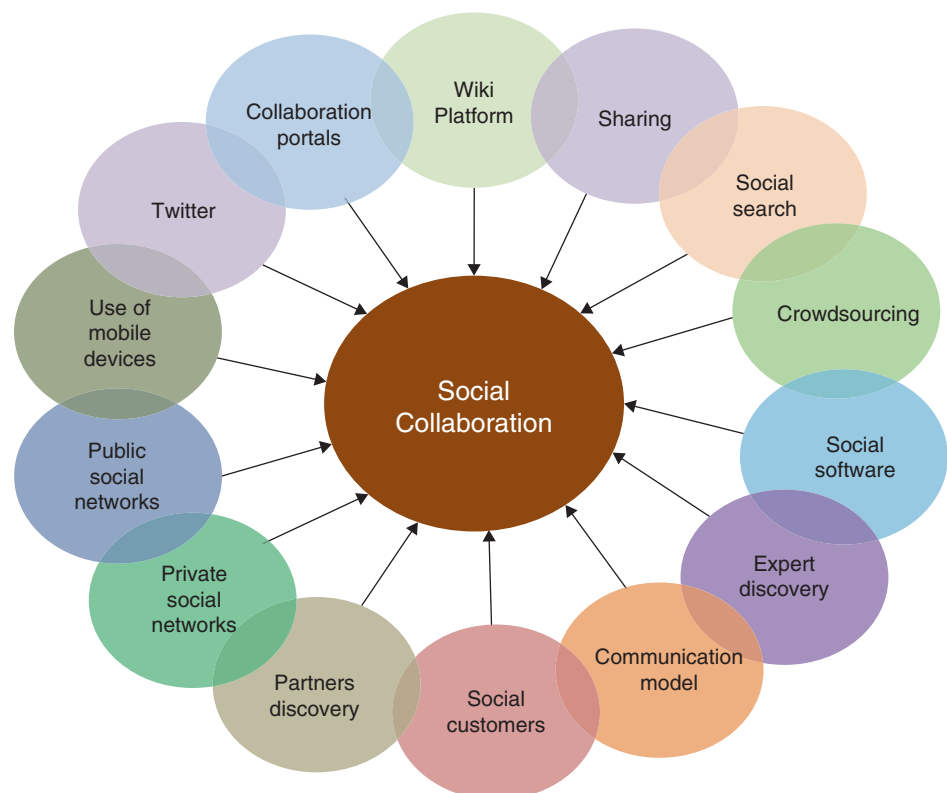 Wiki
Platform
Sharing
Social
search
Crowdsourcing
Social
software
Expert
discovery
Communication
model
Social
customers
Partners
discovery
Private
social
networks
Public
social
networks
Use of
mobile
devices
Twitter
Collaboration
portals
Social
Collaboration